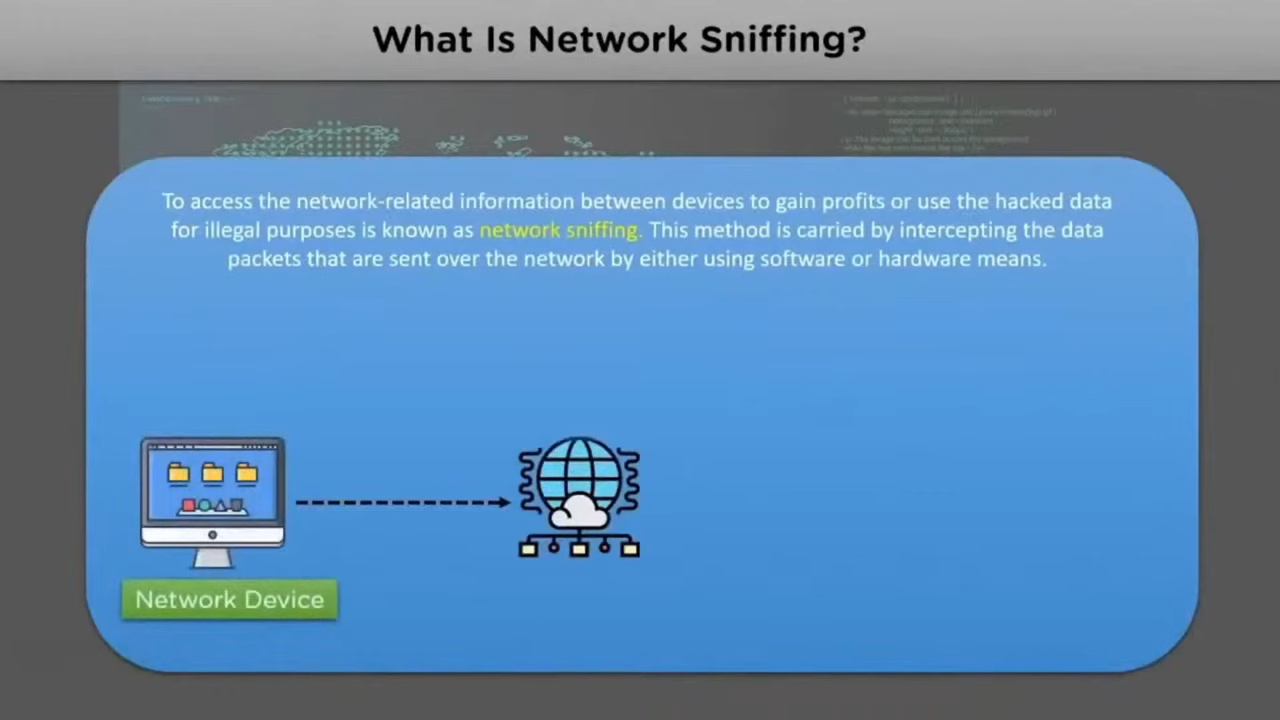 What Is Network Sniffing?
To access the network-related information between devices to gain profits or use the hacked data
for illegal purposes is known as network sniffing. This method is carried by intercepting the data
packets that are sent over the network by either using software or hardware means.
Network Device